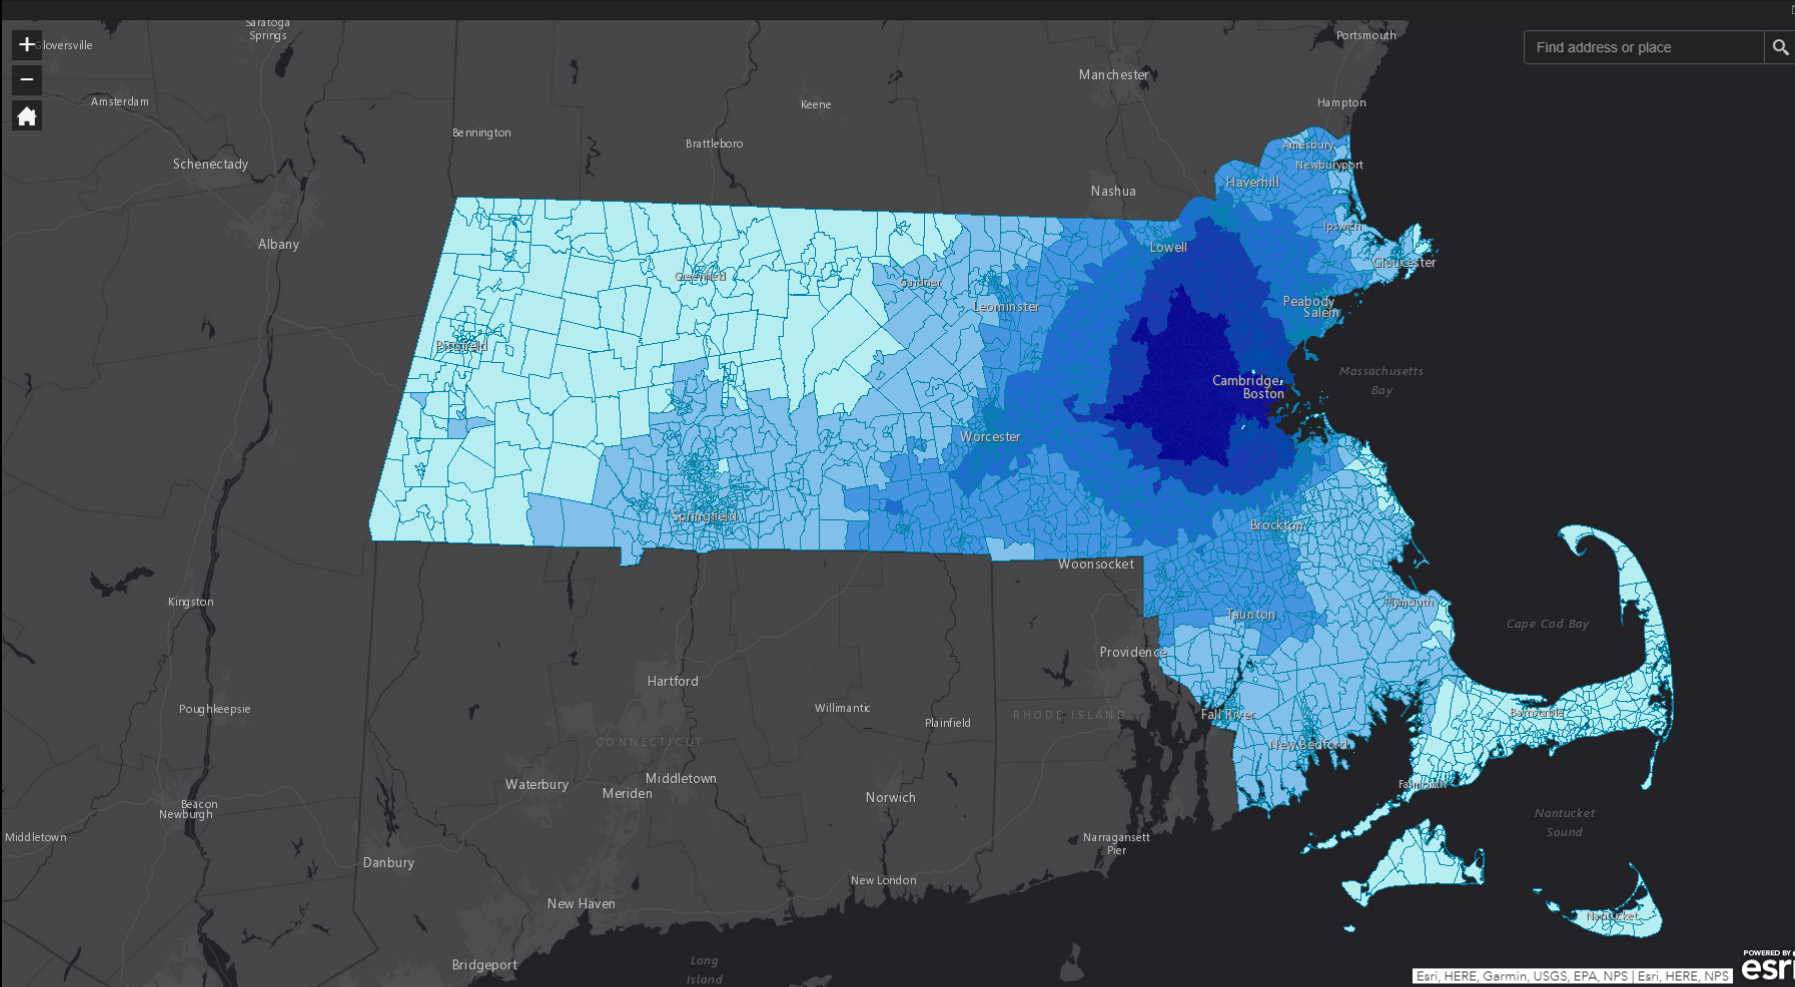 Saratoga
Springs
Gloversville
Portsmouth
Find address or place
Manchester
Amsterdam
Keene
Hampton
Bennington
Brattleboro
Amesbury
Schenectady
Newburyport
Nashua
Haverhill
Ipswich
Albany
Lowell
Gloucester
Greenfield
Gardner
Leominster
Peabody
Salem
Pittsfield
Massachusetts
Bay
Cambridge
Boston
Worcester
Springfield
Brockton
Woonsocket
Kingston
Plymouth
Taunton
Cape Cod Bay
Providence
Hartford
Poughkeepsie
Willimantic
Plainfield
RHODE ISLAND
Fall River
Barnstable
CONNECTICUT
New Bedford
Waterbury
Middletown
Meriden
Falmouth
Norwich
Beacon
Newburgh
Nantucket
Sound
Middletown
Narragansett
Pier
Danbury
New London
New Haven
Nantucket
Bridgeport
Long
Island
POWERED BY
esri
Esri, HERE, Garmin, USGS, EPA, NPS | Esri, HERE, NPS